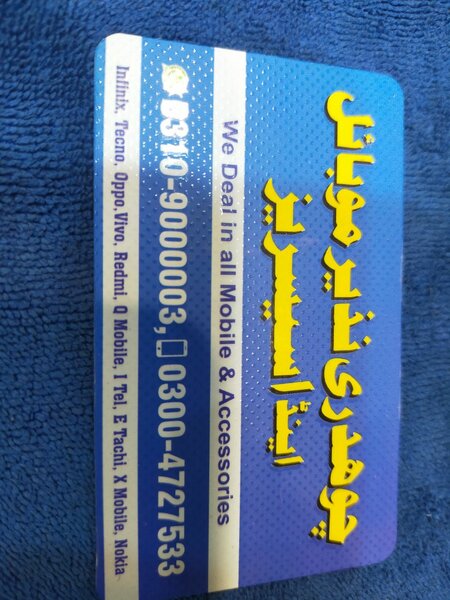 چوهدری نذیر موبائل
اینڈ اسیسریز
We Deal in all Mobile & Accessories
0310-9000003, 0300-4727533
Infinix, Tecno, Oppo,Vivo, Redmi, Q Mobile, I Tel, E Tachi, X Mobile, Nokia